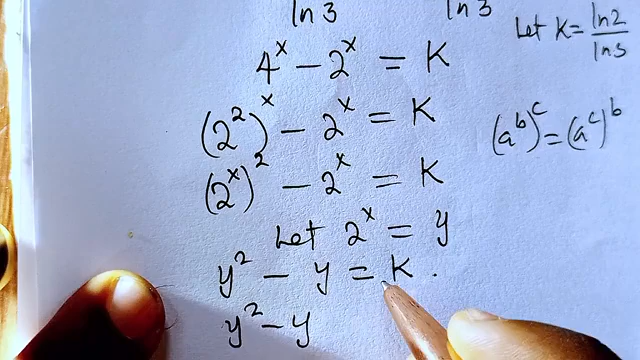 ln 3 ln 3
Let K = ln2/ln3
4^x − 2^x = K
(2^2)^x − 2^x = K
(a^b)^c = (a^c)^b
(2^x)^2 − 2^x = K
Let 2^x = y
y^2 − y = K.
y^2 − y